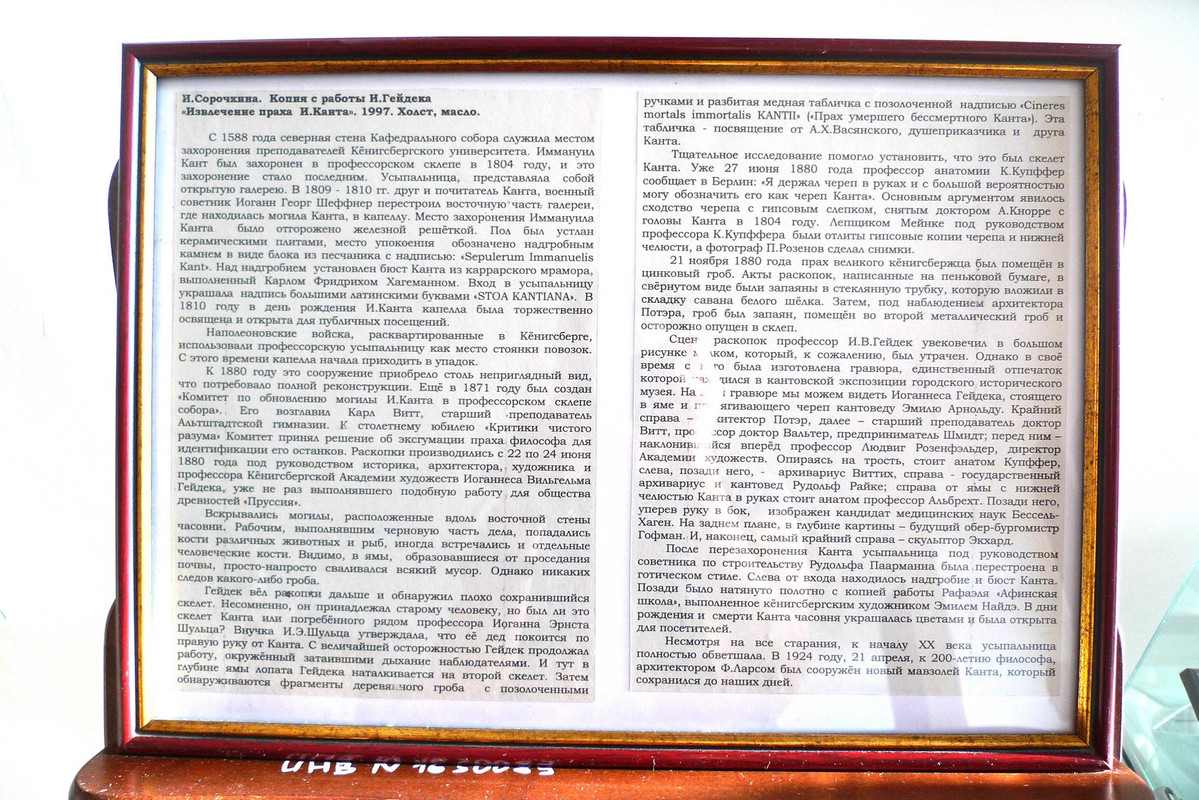 И.Сорочкина. Копия с работы И.Гейдека
«Извлечение праха И.Канта». 1997. Холст, масло.
С 1588 года северная стена Кафедрального собора служила местом
захоронения преподавателей Кёнигсбергского университета. Иммануил
Кант был захоронен в профессорском склепе в 1804 году, и это
захоронение стало последним. Усыпальница, представляла собой
открытую галерею. В 1809 - 1810 гг. друг и почитатель Канта, военный
советник Иоганн Георг Шеффнер перестроил восточную часть галереи,
где находилась могила Канта, в капеллу. Место захоронения Иммануила
Канта было отгорожено железной решёткой. Пол был устлан
керамическими плитами, место упокоения обозначено надгробным
камнем в виде блока из песчаника с надписью: «Sepulerum Immanuelis
Kant». Над надгробием установлен бюст Канта из каррарского мрамора,
выполненный Карлом Фридрихом Хагеманном. Вход в усыпальницу
украшала надпись большими латинскими буквами «STOA KANTIANA». В
1810 году в день рождения И.Канта капелла была торжественно
освящена и открыта для публичных посещений.
Наполеоновские войска, расквартированные в Кёнигсберге,
использовали профессорскую усыпальницу как место стоянки повозок.
С этого времени капелла начала приходить в упадок.
К 1880 году это сооружение приобрело столь неприглядный вид,
что потребовало полной реконструкции. Ещё в 1871 году был создан
«Комитет по обновлению могилы И.Канта в профессорском склепе
собора». Его возглавил Карл Витт, старший преподаватель
Альтштадтской гимназии. К столетнему юбилею «Критики чистого
разума» Комитет принял решение об эксгумации праха философа для
идентификации его останков. Раскопки производились с 22 по 24 июня
1880 года под руководством историка, архитектора, художника и
профессора Кёнигсбергской Академии художеств Иоганнеса Вильгельма
Гейдека, уже не раз выполнявшего подобную работу для общества
древностей «Пруссия».
Вскрывались могилы, расположенные вдоль восточной стены
часовни. Рабочим, выполнявшим черновую часть дела, попадались
кости различных животных и рыб, иногда встречались и отдельные
человеческие кости. Видимо, в ямы, образовавшиеся от проседания
почвы, просто-напросто сваливался всякий мусор. Однако никаких
следов какого-либо гроба.
Гейдек вёл раскопки дальше и обнаружил плохо сохранившийся
скелет. Несомненно, он принадлежал старому человеку, но был ли это
скелет Канта или погребённого рядом профессора Иоганна Эрнста
Шульца? Внучка И.Э.Шульца утверждала, что её дед покоится по
правую руку от Канта. С величайшей осторожностью Гейдек продолжал
работу, окружённый затаившими дыхание наблюдателями. И тут в
глубине ямы лопата Гейдека наталкивается на второй скелет. Затем
обнаруживаются фрагменты деревянного гроба с позолоченными
ручками и разбитая медная табличка с позолоченной надписью «Cineres
mortals immortalis KANTII» («Прах умершего бессмертного Канта»). Эта
табличка - посвящение от А.Х.Васянского, душеприказчика и друга
Канта.
Тщательное исследование помогло установить, что это был скелет
Канта. Уже 27 июня 1880 года профессор анатомии К.Купффер
сообщает в Берлин: «Я держал череп в руках и с большой вероятностью
могу обозначить его как череп Канта». Основным аргументом явилось
сходство черепа с гипсовым слепком, снятым доктором А.Кнорре с
головы Канта в 1804 году. Лепщиком Мейнке под руководством
профессора К.Купффера были отлиты гипсовые копии черепа и нижней
челюсти, а фотограф П.Розенов сделал снимки.
21 ноября 1880 года прах великого кёнигсбержца был помещён в
цинковый гроб. Акты раскопок, написанные на пеньковой бумаге, в
свёрнутом виде были запаяны в стеклянную трубку, которую вложили в
складку савана белого шёлка. Затем, под наблюдением архитектора
Потэра, гроб был запаян, помещён во второй металлический гроб и
осторожно опущен в склеп.
Сцен раскопок профессор И.В.Гейдек увековечил в большом
рисунке который, к сожалению, был утрачен. Однако в своё
время с него была изготовлена гравюра, единственный отпечаток
которой находился в кантовской экспозиции городского исторического
музея. На гравюре мы можем видеть Иоганнеса Гейдека, стоящего
в яме и протягивающего череп кантоведу Эмилю Арнольду. Крайний
справа – архитектор Потэр, далее – старший преподаватель доктор
Витт, профессор доктор Вальтер, предприниматель Шмидт; перед ним –
наклонившийся вперёд профессор Людвиг Розенфэльдер, директор
Академии художеств. Опираясь на трость, стоит анатом Купффер,
слева, позади него, - архивариус Виттих, справа - государственный
архивариус и кантовед Рудольф Райке; справа от ямы с нижней
челюстью Канта в руках стоит анатом профессор Альбрехт. Позади него,
уперев руку в бок, изображен кандидат медицинских наук Бессель-
Хаген. На заднем плане, в глубине картины – будущий обер-бургомистр
Гофман. И, наконец, самый крайний справа – скульптор Экхард.
После перезахоронения Канта усыпальница под руководством
советника по строительству Рудольфа Паарманна была перестроена в
готическом стиле. Слева от входа находилось надгробие и бюст Канта.
Позади было натянуто полотно с копией работы Рафаэля «Афинская
школа», выполненное кёнигсбергским художником Эмилем Найдэ. В дни
рождения и смерти Канта часовня украшалась цветами и была открыта
для посетителей.
Несмотря на все старания, к началу XX века усыпальница
полностью обветшала. В 1924 году, 21 апреля, к 200-летию философа,
архитектором Ф.Ларсом был сооружён новый мавзолей Канта, который
сохранился до наших дней.
ИНВ N